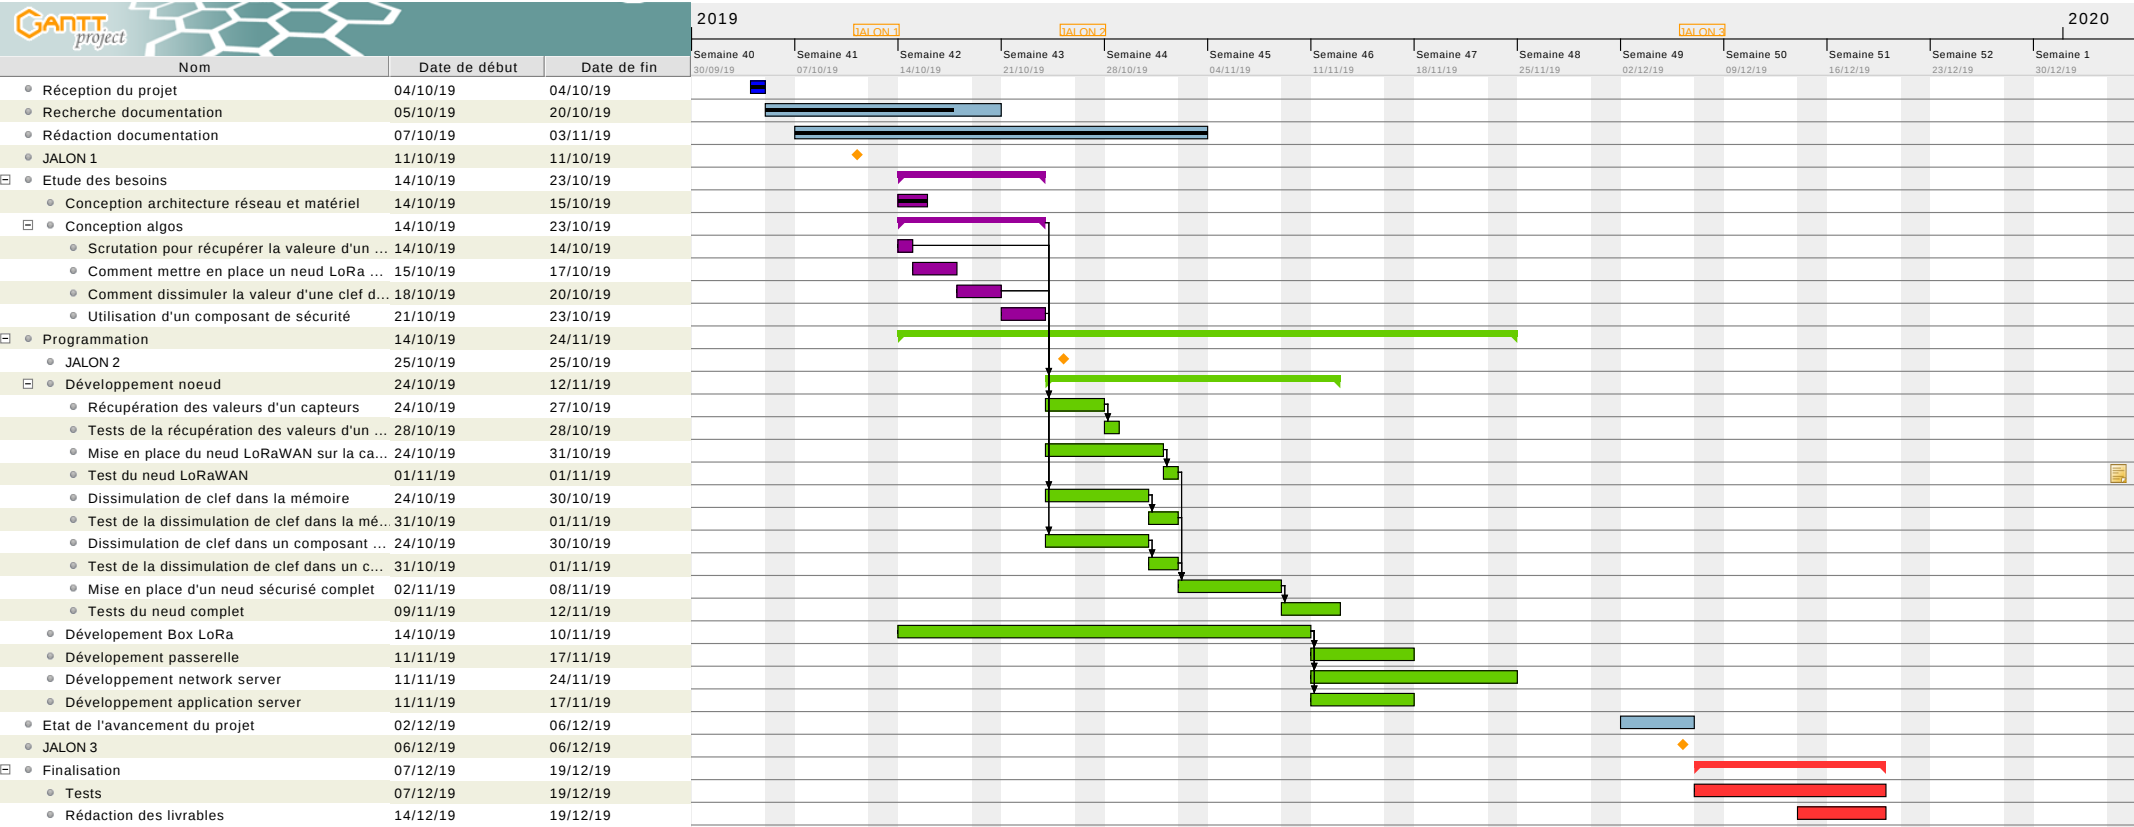 GANTT
project
2019
2020
JALON 1
JALON 2
JALON 3
Semaine 40
Semaine 41
Semaine 42
Semaine 43
Semaine 44
Semaine 45
Semaine 46
Semaine 47
Semaine 48
Semaine 49
Semaine 50
Semaine 51
Semaine 52
Semaine 1
Nom Date de début Date de fin
30/09/19
07/10/19
14/10/19
21/10/19
28/10/19
04/11/19
11/11/19
18/11/19
25/11/19
02/12/19
09/12/19
16/12/19
23/12/19
30/12/19
Réception du projet 04/10/19 04/10/19
Recherche documentation 05/10/19 20/10/19
Rédaction documentation 07/10/19 03/11/19
JALON 1 11/10/19 11/10/19
Etude des besoins 14/10/19 23/10/19
Conception architecture réseau et matériel 14/10/19 15/10/19
Conception algos 14/10/19 23/10/19
Scrutation pour récupérer la valeure d'un ... 14/10/19 14/10/19
Comment mettre en place un neud LoRa ... 15/10/19 17/10/19
Comment dissimuler la valeur d'une clef d... 18/10/19 20/10/19
Utilisation d'un composant de sécurité 21/10/19 23/10/19
Programmation 14/10/19 24/11/19
JALON 2 25/10/19 25/10/19
Développement noeud 24/10/19 12/11/19
Récupération des valeurs d'un capteurs 24/10/19 27/10/19
Tests de la récupération des valeurs d'un ... 28/10/19 28/10/19
Mise en place du neud LoRaWAN sur la ca... 24/10/19 31/10/19
Test du neud LoRaWAN 01/11/19 01/11/19
Dissimulation de clef dans la mémoire 24/10/19 30/10/19
Test de la dissimulation de clef dans la mé... 31/10/19 01/11/19
Dissimulation de clef dans un composant ... 24/10/19 30/10/19
Test de la dissimulation de clef dans un c... 31/10/19 01/11/19
Mise en place d'un neud sécurisé complet 02/11/19 08/11/19
Tests du neud complet 09/11/19 12/11/19
Dévelopement Box LoRa 14/10/19 10/11/19
Dévelopement passerelle 11/11/19 17/11/19
Développement network server 11/11/19 24/11/19
Développement application server 11/11/19 17/11/19
Etat de l'avancement du projet 02/12/19 06/12/19
JALON 3 06/12/19 06/12/19
Finalisation 07/12/19 19/12/19
Tests 07/12/19 19/12/19
Rédaction des livrables 14/12/19 19/12/19